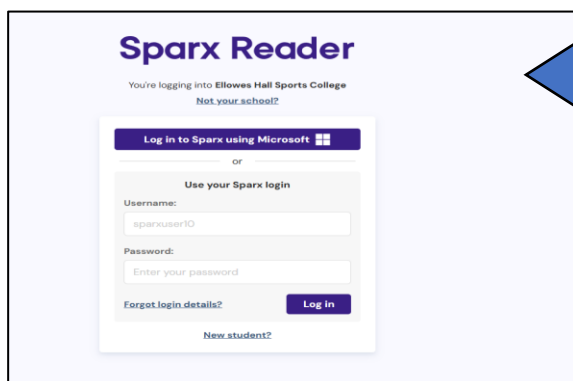 Sparx Reader
You're logging into Ellowes Hall Sports College
Not your school?
Log in to Sparx using Microsoft
or
Use your Sparx login
Username:
sparxuser10
Password:
Enter your password
Forgot login details?
Log in
New student?